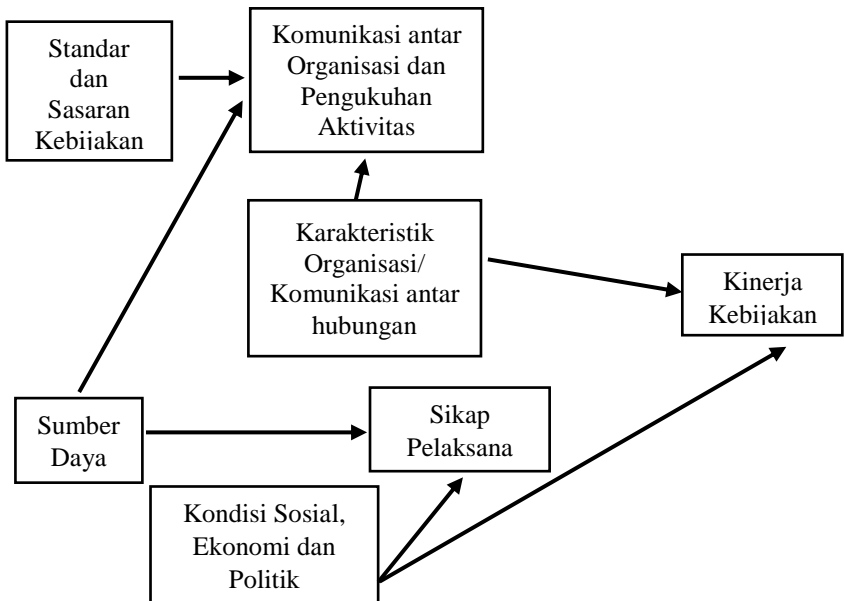 Standar
dan
Sasaran
Kebijakan
Komunikasi antar
Organisasi dan
Pengukuhan
Aktivitas
Karakteristik
Organisasi/
Komunikasi antar
hubungan
Kinerja
Kebijakan
Sumber
Daya
Sikap
Pelaksana
Kondisi Sosial,
Ekonomi dan
Politik